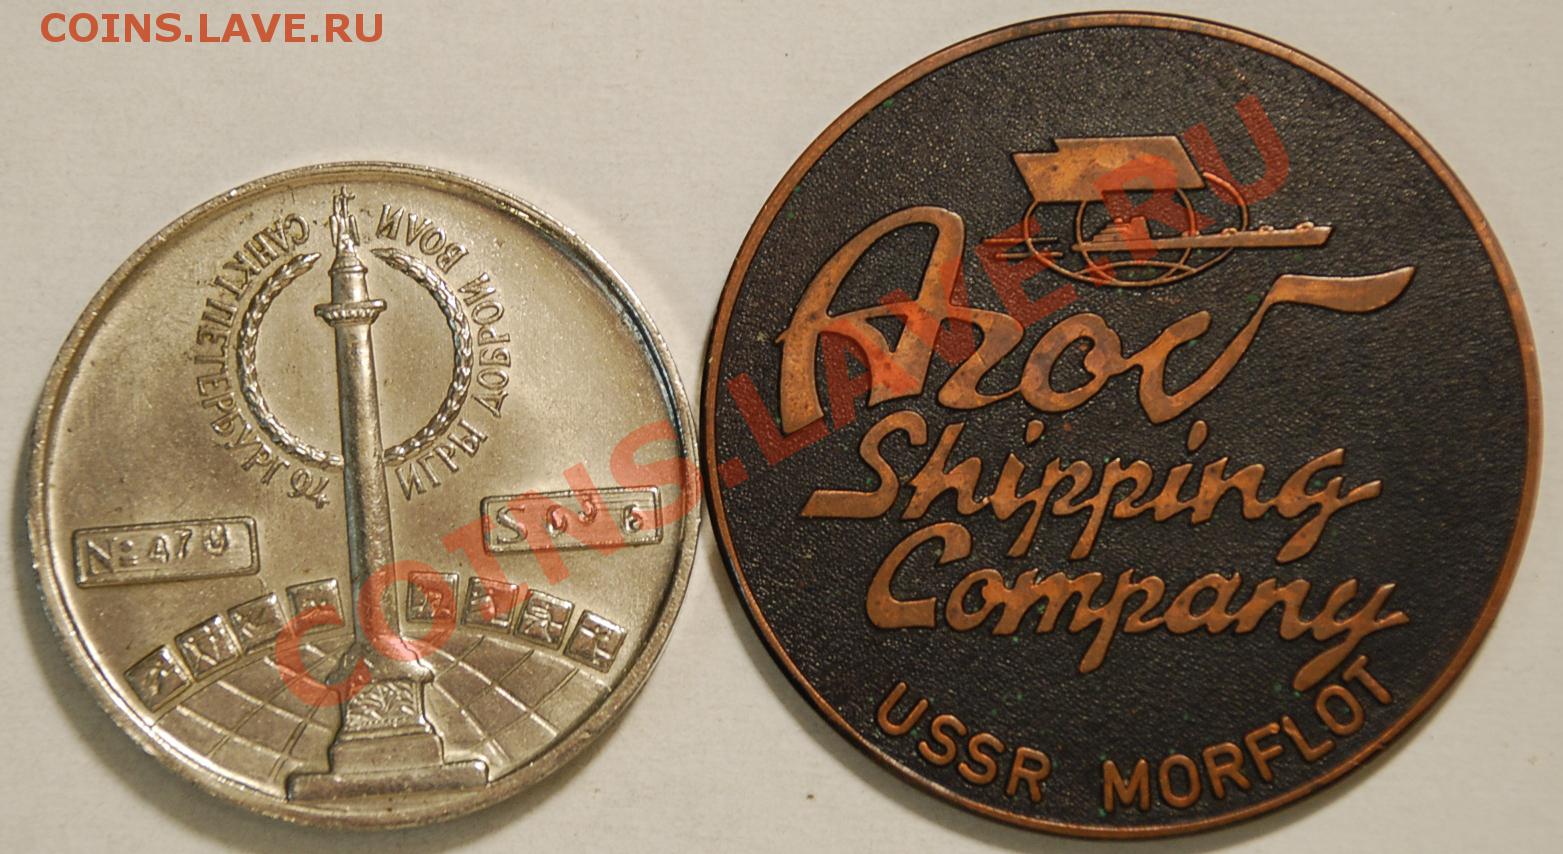 COINS.LAVE.RU
САНКТ-ПЕТЕРБУРГ 94
ИГРЫ ДОБРОЙ ВОЛИ
№ 479
Azov
Shipping
Company
USSR MORFLOT
COINS.LAVE.RU